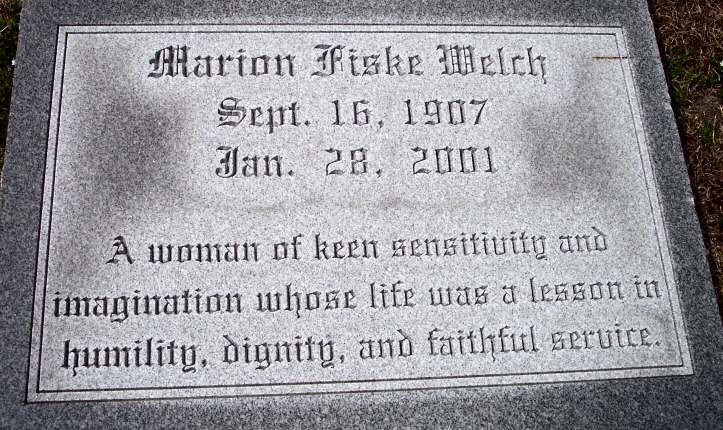 Marion Fiske Welch
Sept. 16, 1907
Jan. 28, 2001
A woman of keen sensitivity and
imagination whose life was a lesson in
humility, dignity, and faithful service.